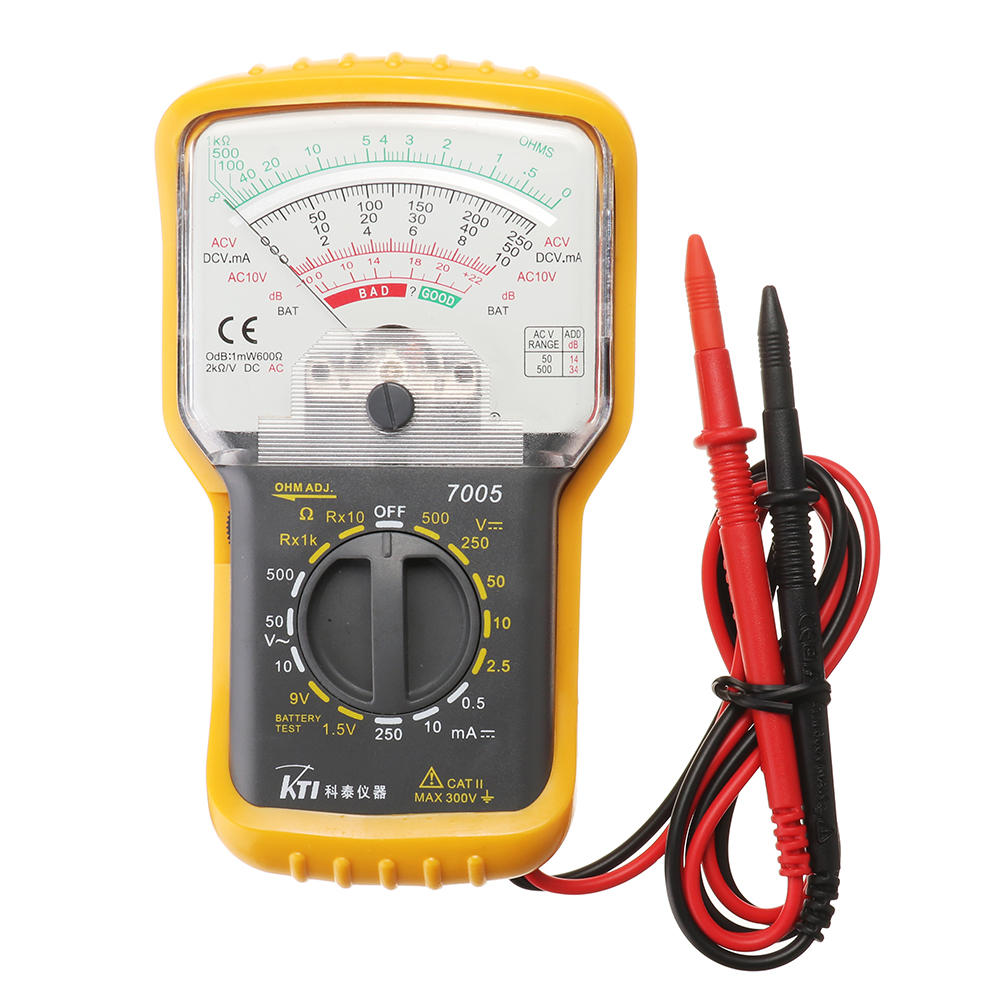 1kΩ
500
100
∞ 40 20 10 5 4 3 2 1 .5 0
OHMS
0 50 100 150 200 250
0 10 20 30 40 50
0 2 4 6 8 10
ACV
DCV.mA
AC10V
dB
BAT
ACV
DCV.mA
AC10V
dB
BAT
-10 0 10 14 18 20 +22
BAD ? GOOD
CE
OdB:1mW600Ω
2kΩ/V DC AC
AC V ADD
RANGE dB
50 14
500 34
OHM ADJ.
7005
Ω Rx10 OFF 500 V⎓
Rx1k 250
500 50
50 10
V~
10 2.5
9V 0.5
BATTERY
TEST 1.5V 250 10 mA⎓
KTI 科泰仪器
CAT II
MAX 300V